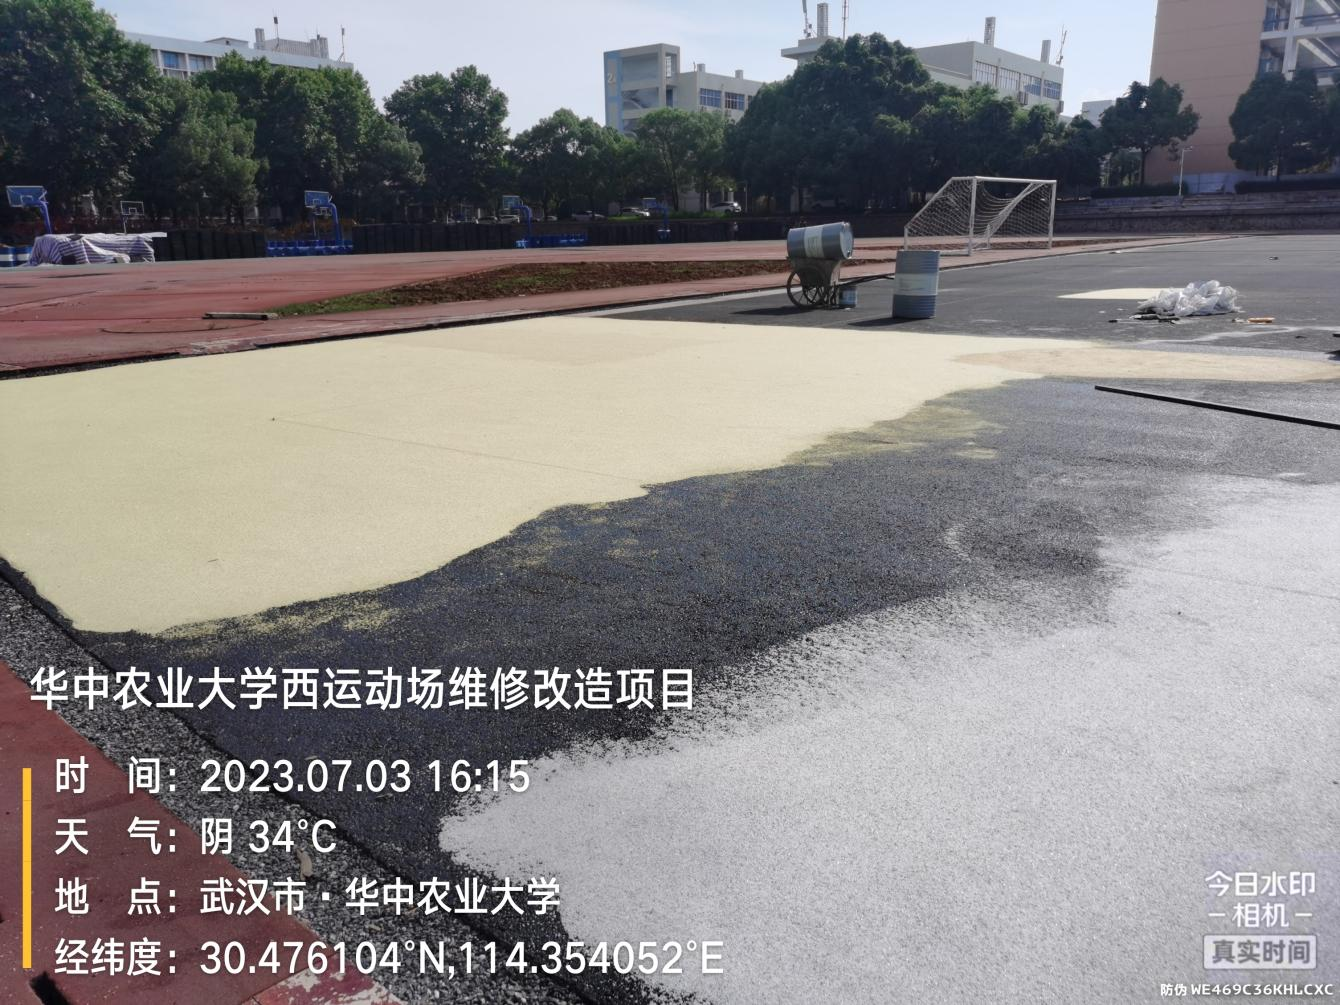 华中农业大学西运动场维修改造项目
时 间：2023.07.03 16:15
天 气：阴 34°C
地 点：武汉市·华中农业大学
经纬度：30.476104°N,114.354052°E
今日水印
相机
真实时间
防伪 WE469C36KHLCXC